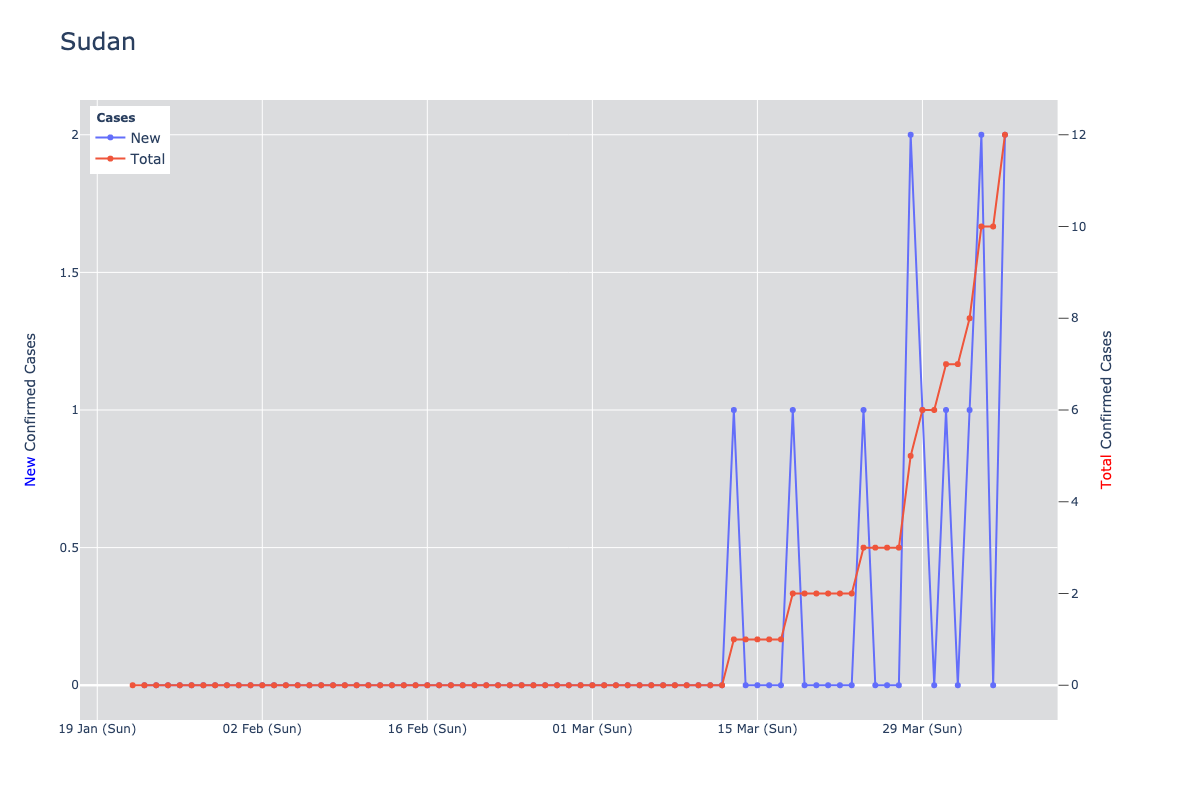 Sudan
Cases
New
Total
2
1.5
1
0.5
0
12
10
8
6
4
2
0
New Confirmed Cases
Total Confirmed Cases
19 Jan (Sun)
02 Feb (Sun)
16 Feb (Sun)
01 Mar (Sun)
15 Mar (Sun)
29 Mar (Sun)